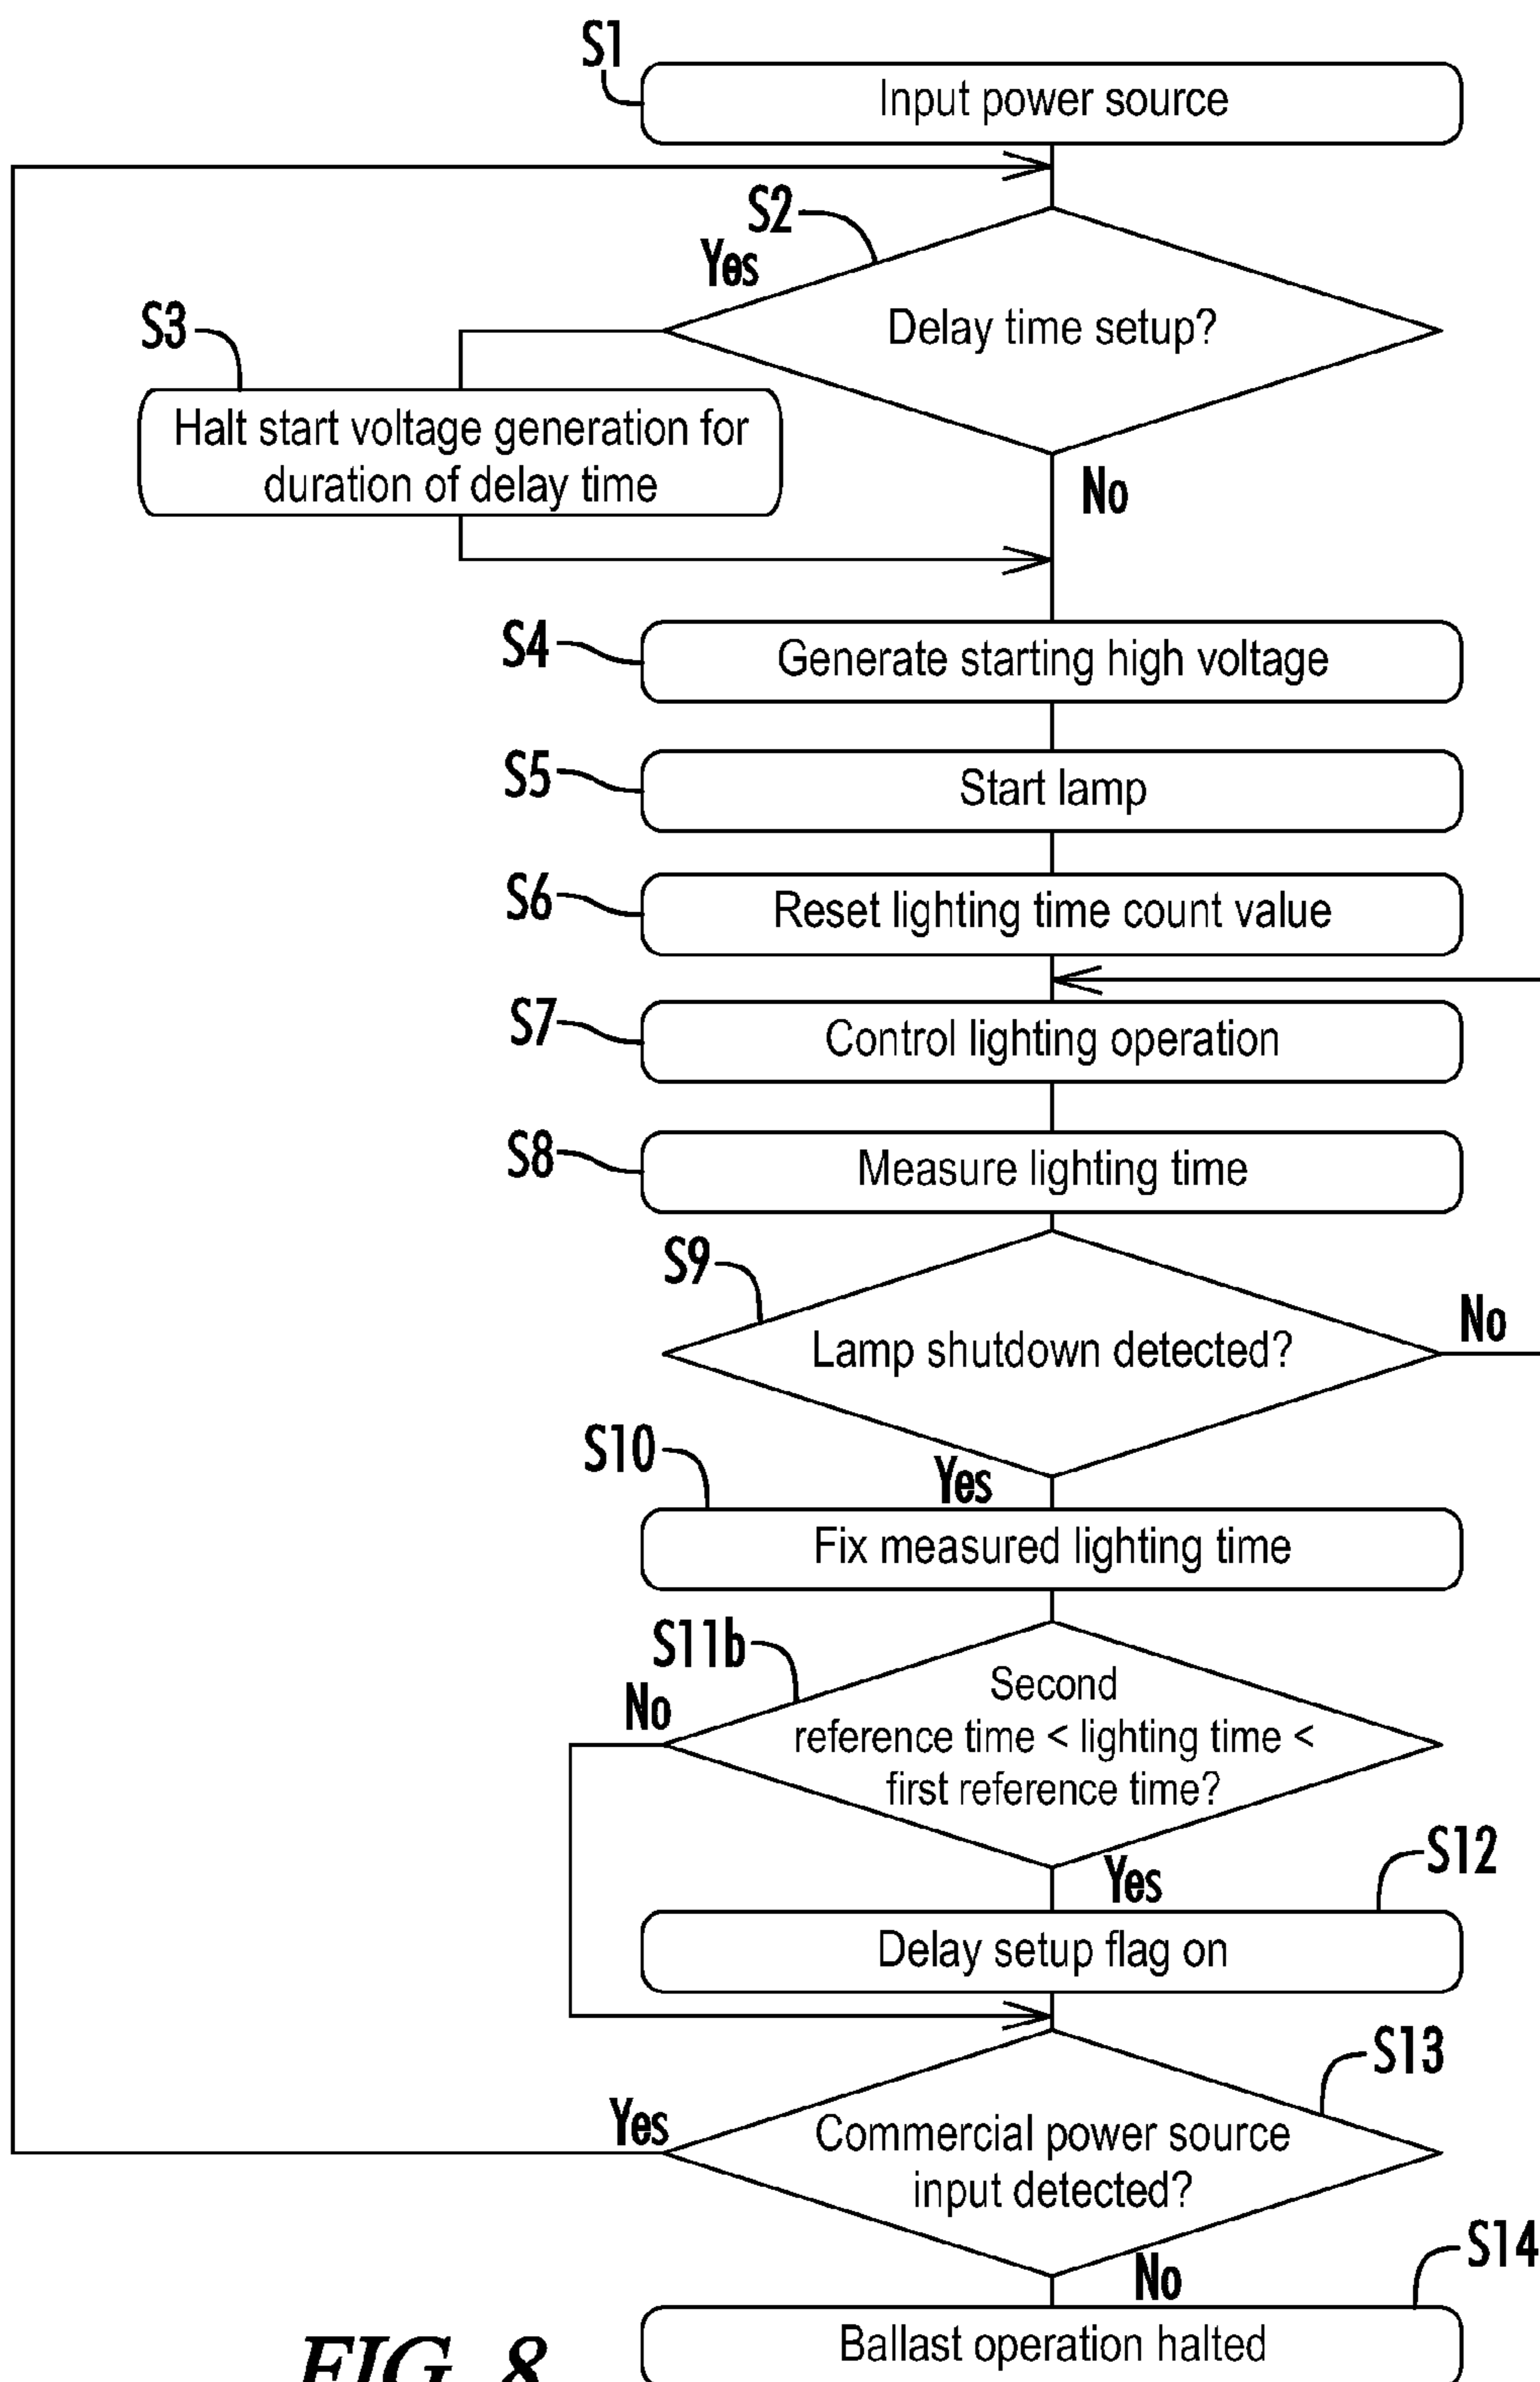 S1
Input power source
S2
Yes
Delay time setup?
S3
Halt start voltage generation for
duration of delay time
No
S4
Generate starting high voltage
S5
Start lamp
S6
Reset lighting time count value
S7
Control lighting operation
S8
Measure lighting time
S9
No
Lamp shutdown detected?
S10
Yes
Fix measured lighting time
S11b
No
Second
reference time < lighting time <
first reference time?
S12
Yes
Delay setup flag on
S13
Yes
Commercial power source
input detected?
S14
No
Ballast operation halted
FIG. 8